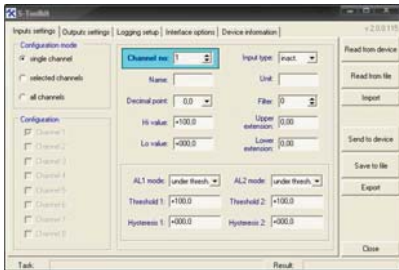 S-Toolkit
Inputs settings Outputs settings Logging setup Interface options Device information
v 2.0.0.115
Configuration mode
single channel
selected channels
all channels
Configuration
Channel 1
Channel 2
Channel 3
Channel 4
Channel 5
Channel 6
Channel 7
Channel 8
Channel no: 1
Input type: inact.
Name:
Unit:
Decimal point: 0,0
Filter: 0
Hi value: +100,0
Upper extension: 0,00
Lo value: +000,0
Lower extension: 0,00
AL1 mode: under thresh.
AL2 mode: under thresh.
Threshold 1: +100,0
Threshold 2: +100,0
Hysteresis 1: +000,0
Hysteresis 2: +000,0
Read from device
Read from file
Import
Send to device
Save to file
Export
Close
Task:
Result: